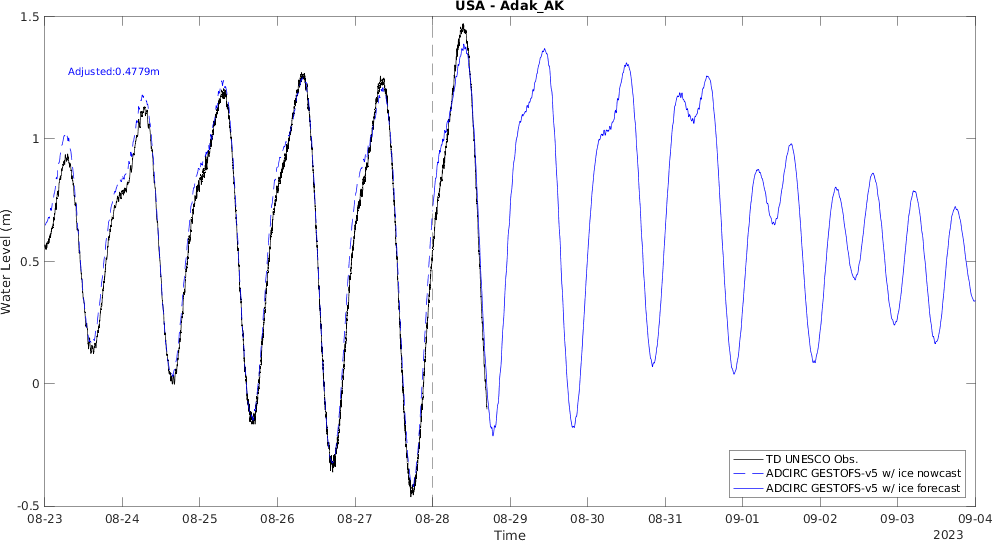 USA - Adak_AK
Adjusted:0.4779m
Water Level (m)
1.5
1
0.5
0
-0.5
TD UNESCO Obs.
ADCIRC GESTOFS-v5 w/ ice nowcast
ADCIRC GESTOFS-v5 w/ ice forecast
08-23 08-24 08-25 08-26 08-27 08-28 08-29 08-30 08-31 09-01 09-02 09-03 09-04
Time
2023